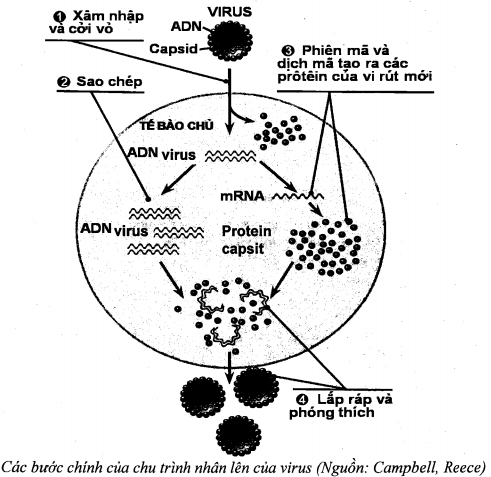 ❶ Xâm nhập
và cởi vỏ
VIRUS
ADN
Capsid
❷ Sao chép
❸ Phiên mã và
dịch mã tạo ra các
prôtêin của vi rút mới
TẾ BÀO CHỦ
ADN virus
mRNA
ADN virus
Protein
capsit
❹ Lắp ráp và
phóng thích
Các bước chính của chu trình nhân lên của virus (Nguồn: Campbell, Reece)